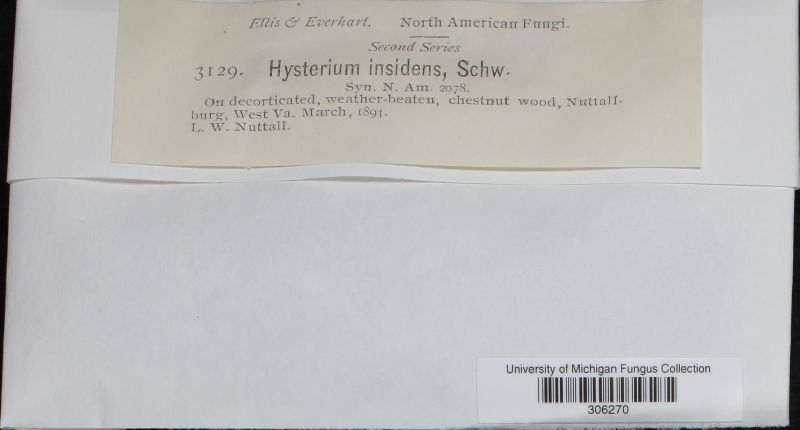 Ellis & Everhart. North American Fungi.
Second Series
3129. Hysterium insidens, Schw.
Syn. N. Am. 2078.
On decorticated, weather-beaten, chestnut wood, Nuttall-
burg, West Va. March, 1894.
L. W. Nuttall.
University of Michigan Fungus Collection
306270